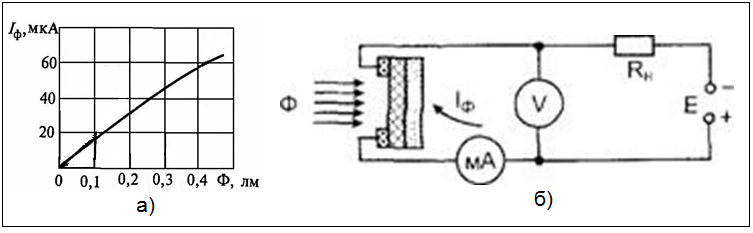 Iф, мкА
60
40
20
0 0,1 0,2 0,3 0,4 Ф, лм
а)
Ф
IФ
мА
V
Rн
E
−
+
б)